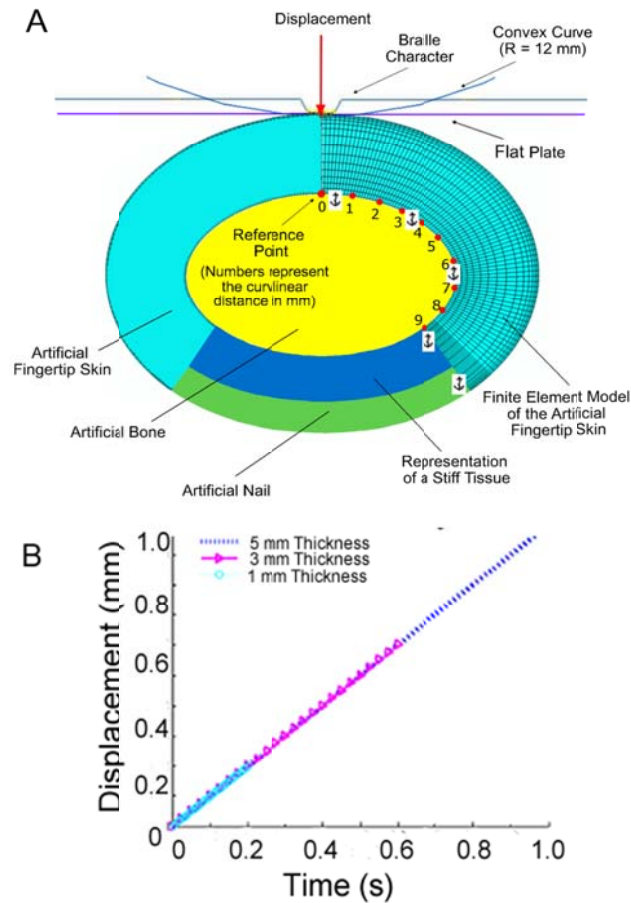 A
Displacement
Braille
Character
Convex Curve
(R = 12 mm)
Flat Plate
0 1 2 3 4 5 6 7 8 9
Reference
Point
(Numbers represent
the curvlinear
distance in mm)
Artificial
Fingertip Skin
Artificial Bone
Artificial Nail
Finite Element Model
of the Artificial
Fingertip Skin
Representation
of a Stiff Tissue
B
5 mm Thickness
3 mm Thickness
1 mm Thickness
Displacement (mm)
1.0
0.8
0.6
0.4
0.2
0
0 0.2 0.4 0.6 0.8 1.0
Time (s)